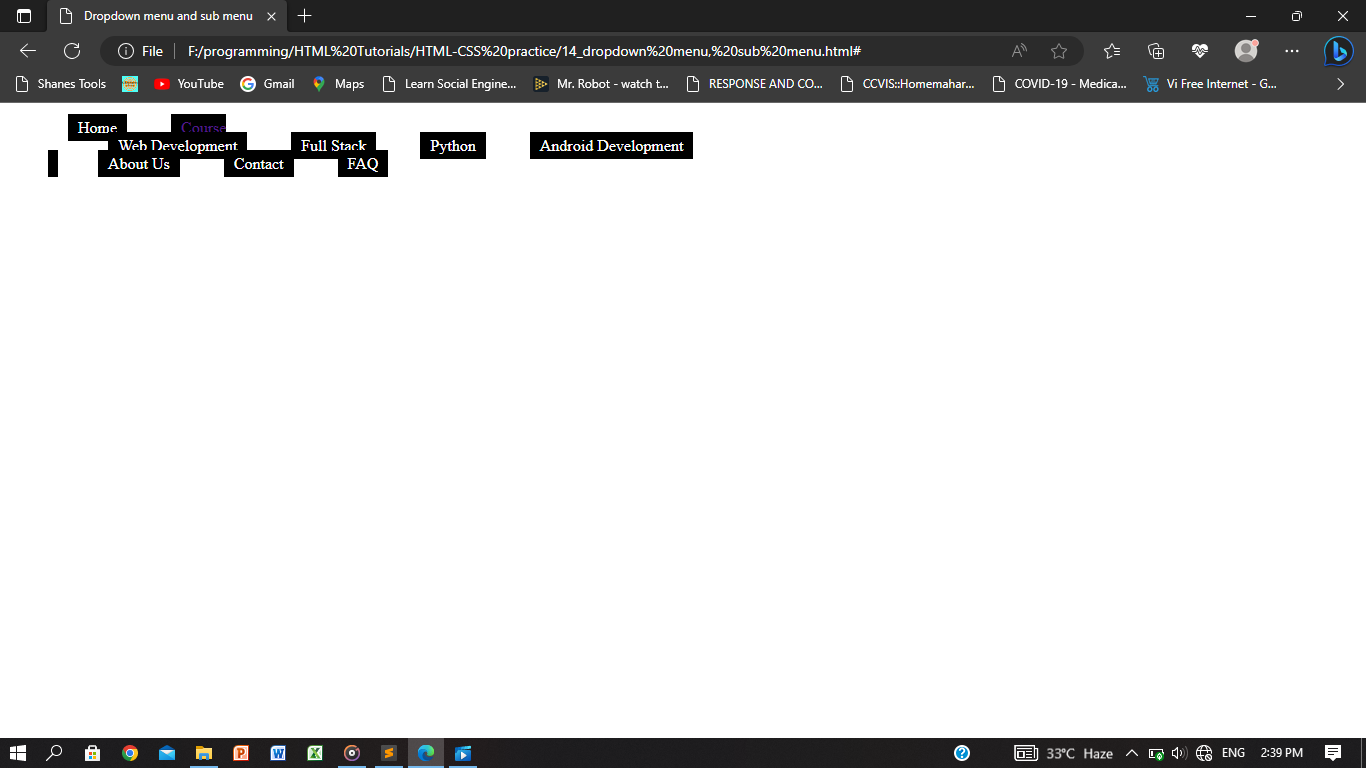 Dropdown menu and sub menu
File F:/programming/HTML%20Tutorials/HTML-CSS%20practice/14_dropdown%20menu,%20sub%20menu.html#
Shanes Tools YouTube Gmail Maps Learn Social Engine... Mr. Robot - watch t... RESPONSE AND CO... CCVIS::Homemahar... COVID-19 - Medica... Vi Free Internet - G...
Home Course
Web Development Full Stack Python Android Development
About Us Contact FAQ
33°C Haze ENG 2:39 PM